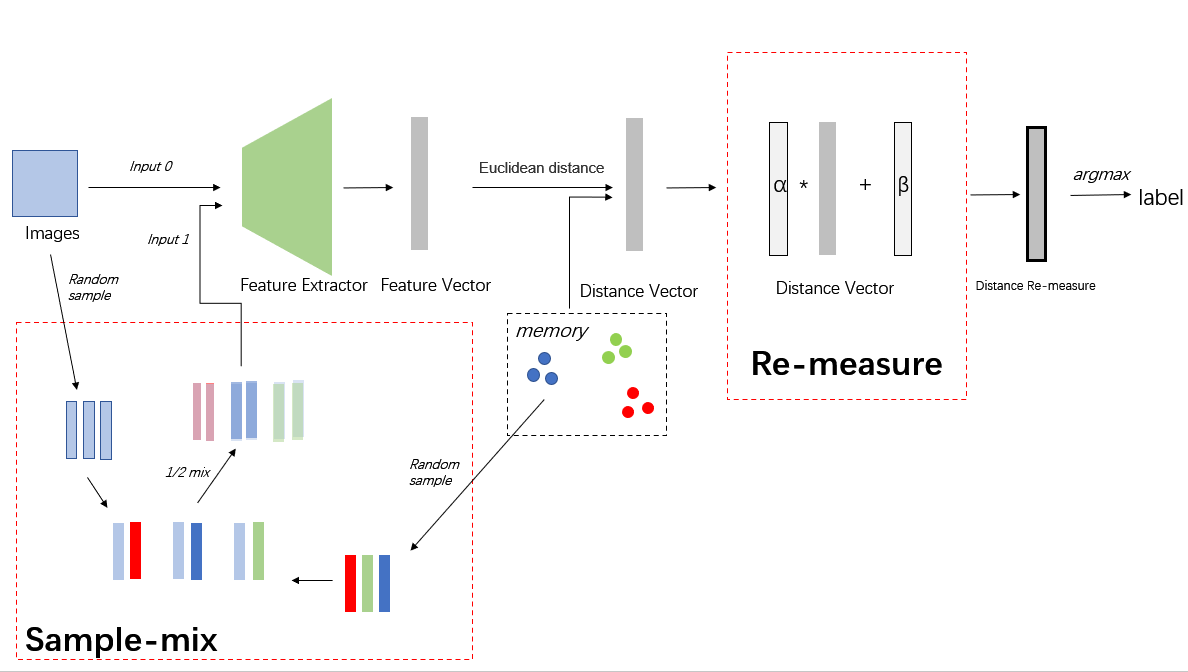 Input 0
Images
Input 1
Random
sample
Feature Extractor
Feature Vector
Euclidean distance
Distance Vector
α * + β
Distance Vector
Re-measure
argmax
label
Distance Re-measure
memory
Random
sample
1/2 mix
Sample-mix